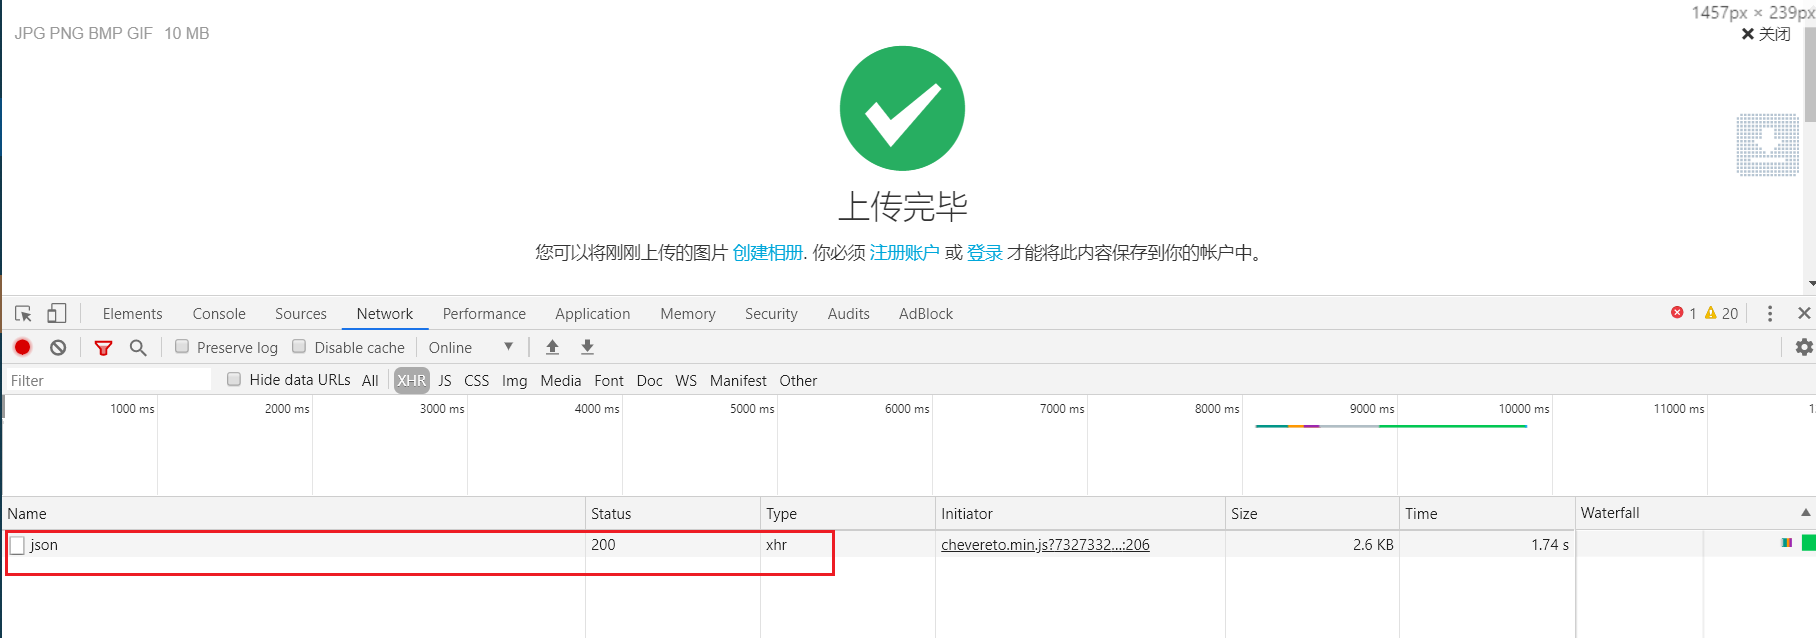 1457px × 239px
JPG PNG BMP GIF 10 MB
关闭
上传完毕
您可以将刚刚上传的图片 创建相册. 你必须 注册账户 或 登录 才能将此内容保存到你的帐户中。
Elements Console Sources Network Performance Application Memory Security Audits AdBlock 1 20
Preserve log Disable cache Online
Filter Hide data URLs All XHR JS CSS Img Media Font Doc WS Manifest Other
1000 ms 2000 ms 3000 ms 4000 ms 5000 ms 6000 ms 7000 ms 8000 ms 9000 ms 10000 ms 11000 ms
Name Status Type Initiator Size Time Waterfall
json 200 xhr chevereto.min.js?7327332...:206 2.6 KB 1.74 s